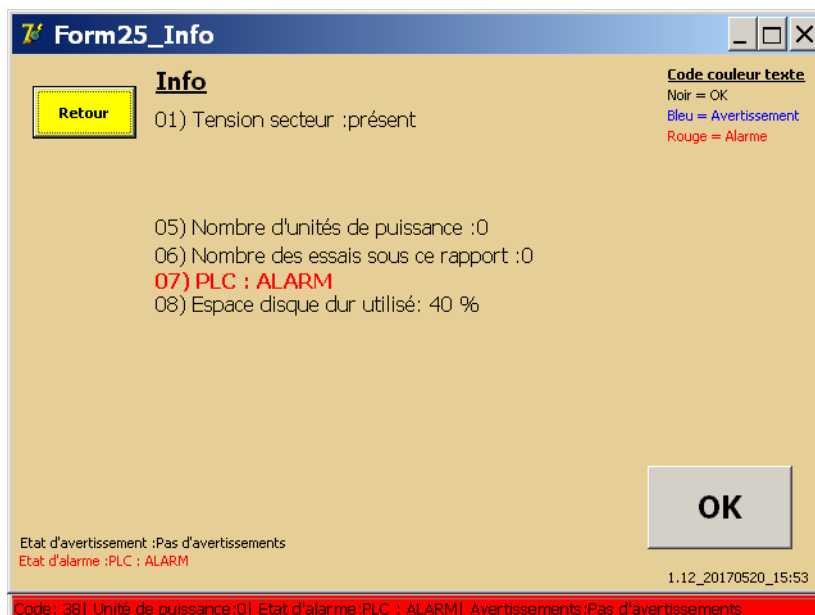 Form25_Info
Retour
Info
01) Tension secteur :présent
05) Nombre d'unités de puissance :0
06) Nombre des essais sous ce rapport :0
07) PLC : ALARM
08) Espace disque dur utilisé: 40 %
Code couleur texte
Noir = OK
Bleu = Avertissement
Rouge = Alarme
OK
Etat d'avertissement :Pas d'avertissements
Etat d'alarme :PLC : ALARM
1.12_20170520_15:53
Code: 38| Unité de puissance:0| Etat d'alarme:PLC : ALARM| Avertissements:Pas d'avertissements